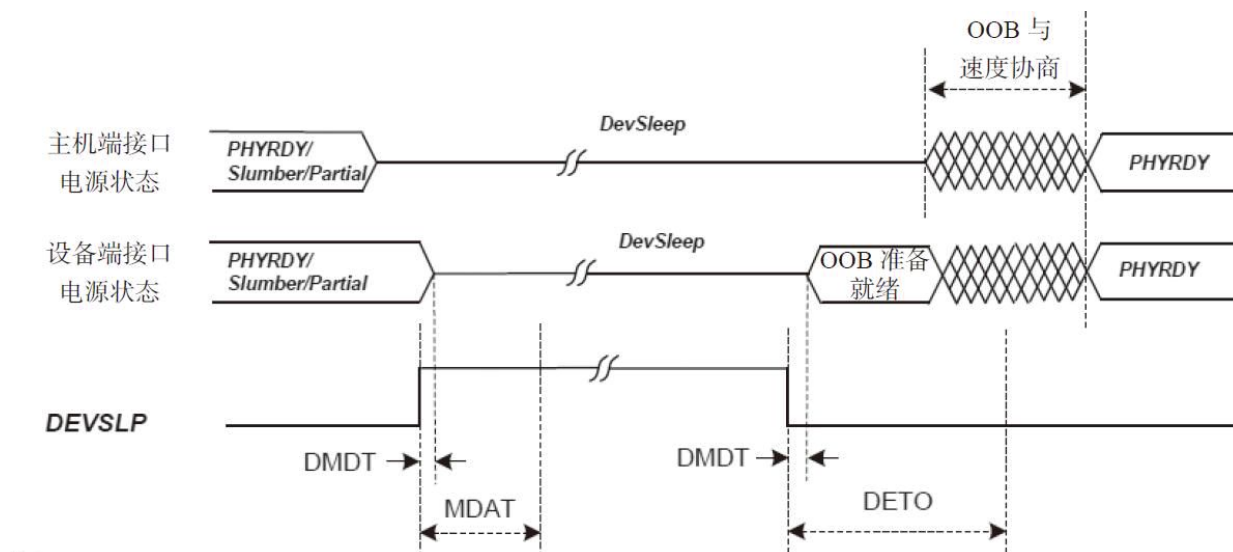 OOB 与
速度协商
主机端接口
电源状态
PHYRDY/
Slumber/Partial
DevSleep
PHYRDY
设备端接口
电源状态
PHYRDY/
Slumber/Partial
DevSleep
OOB 准备
就绪
PHYRDY
DEVSLP
DMDT
DMDT
MDAT
DETO